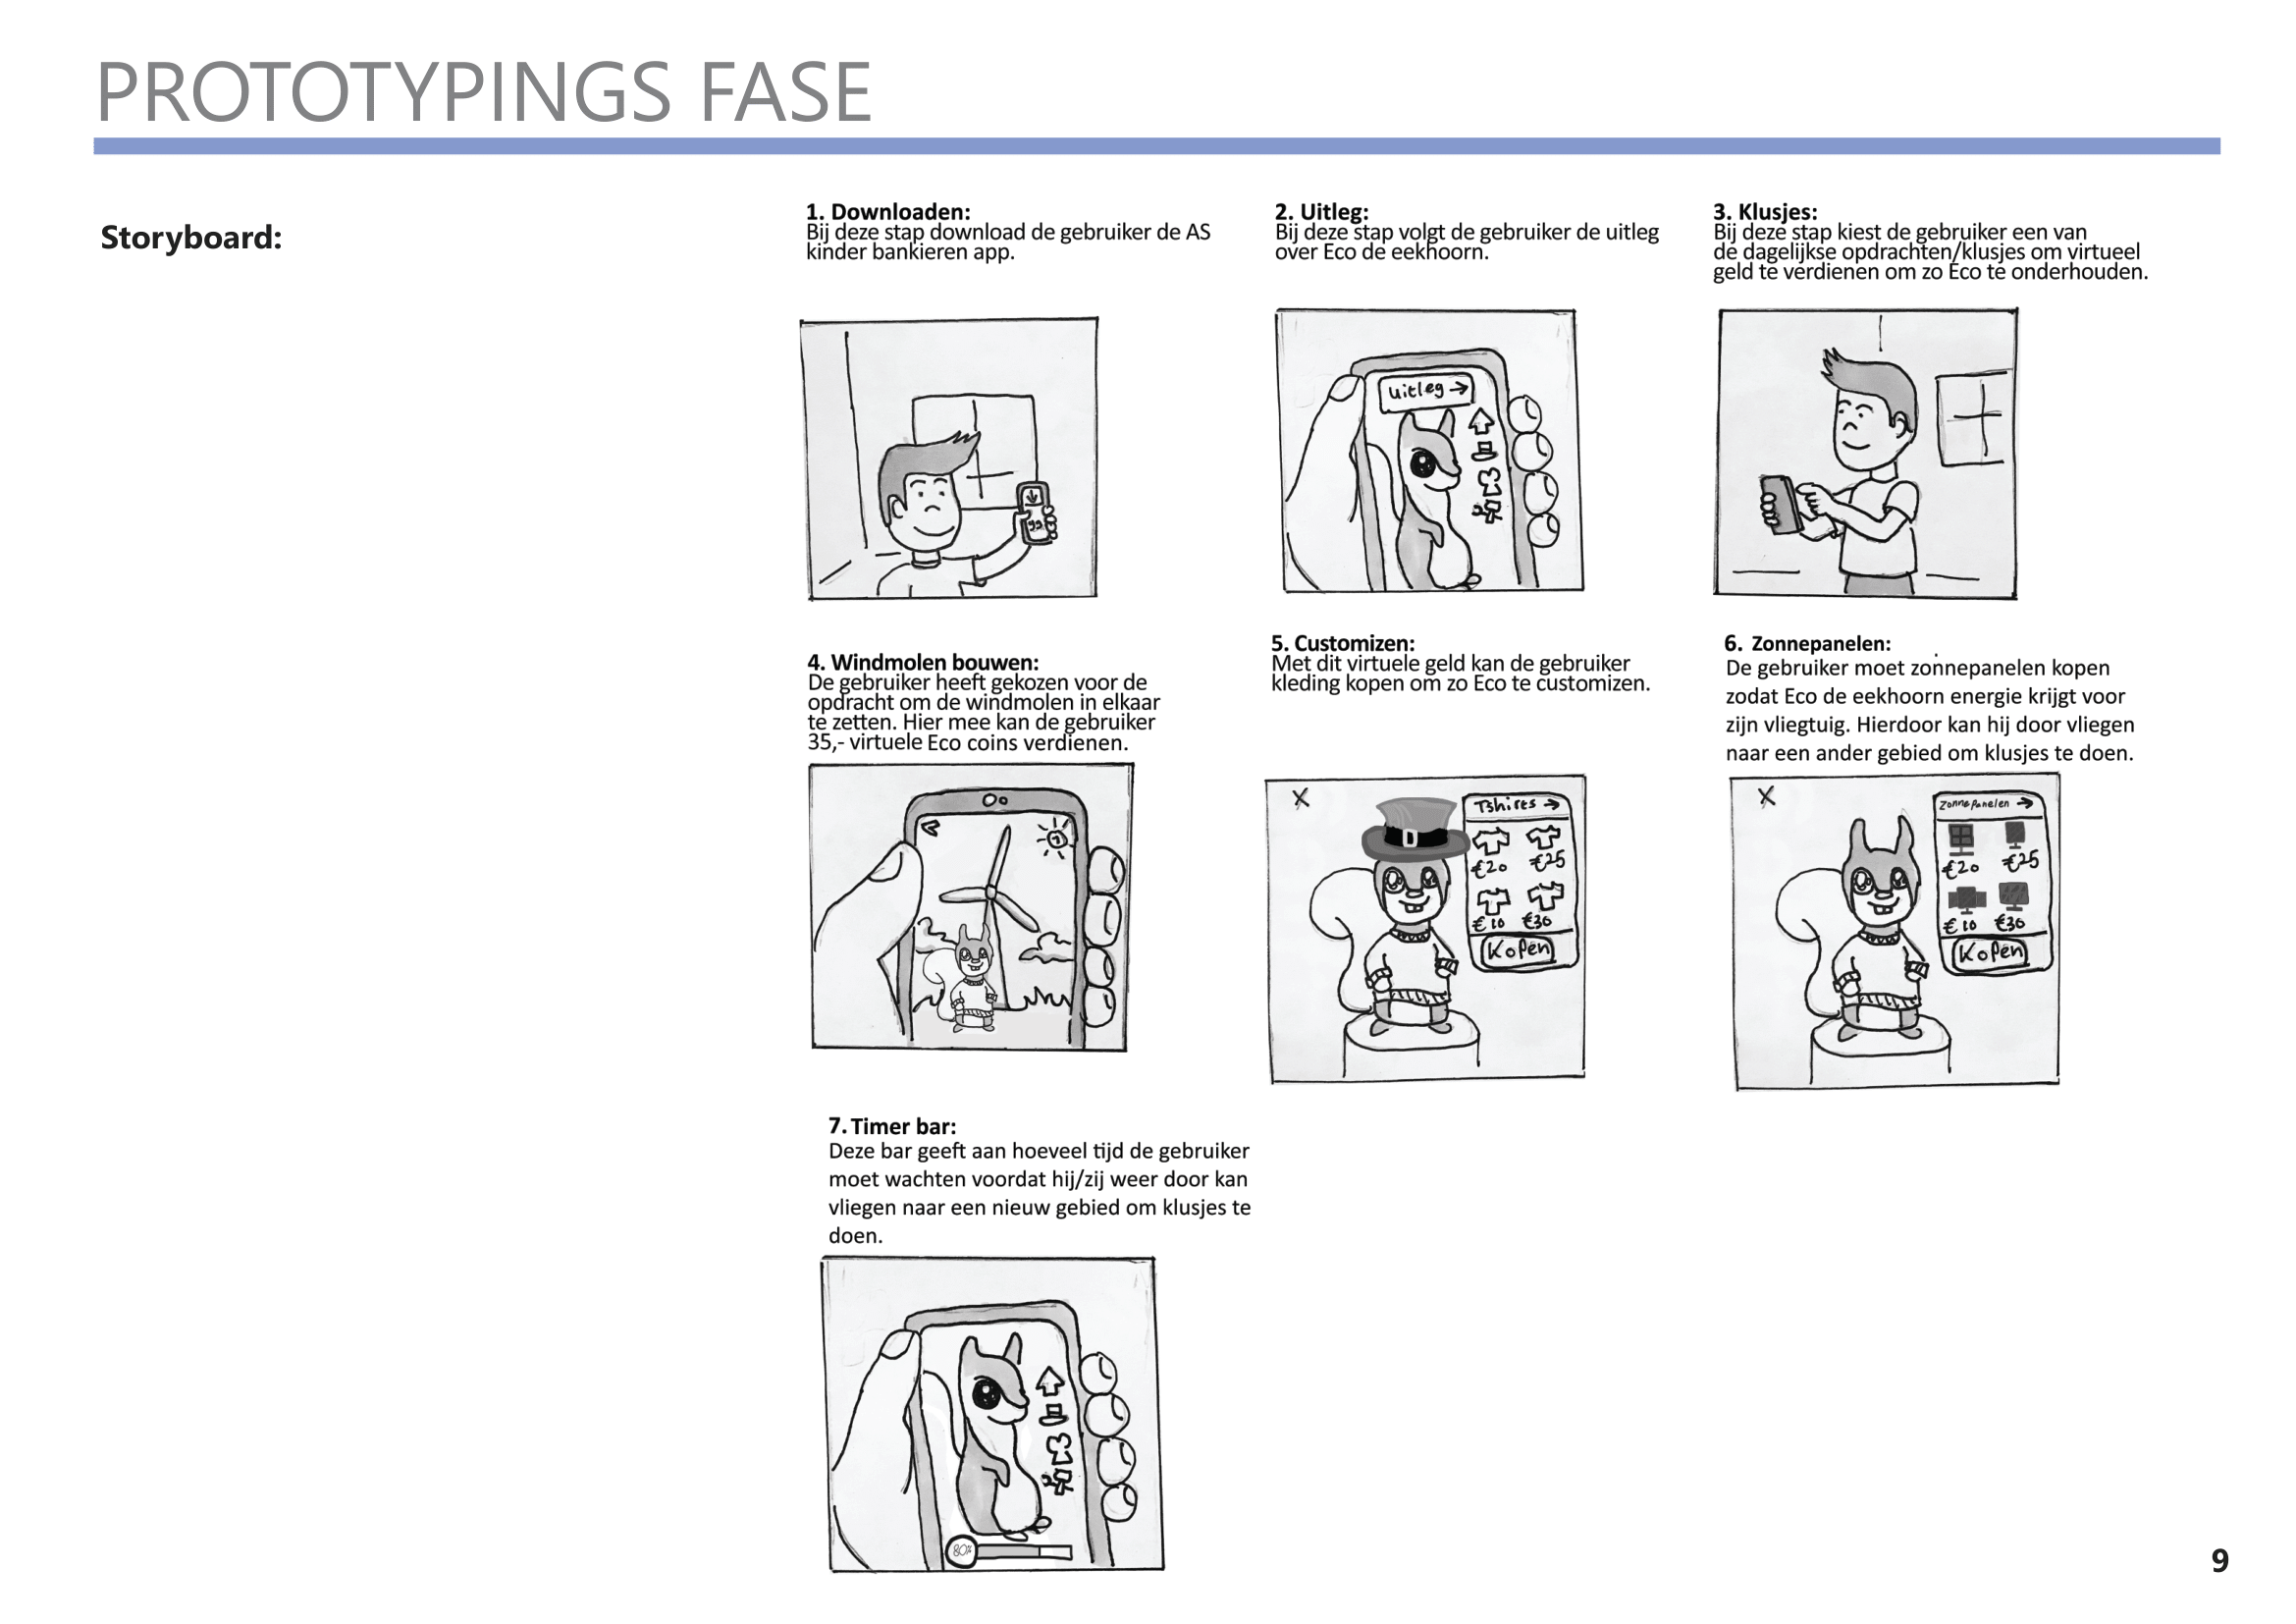 PROTOTYPINGS FASE
Storyboard:
1. Downloaden:
Bij deze stap download de gebruiker de AS
kinder bankieren app.
2. Uitleg:
Bij deze stap volgt de gebruiker de uitleg
over Eco de eekhoorn.
3. Klusjes:
Bij deze stap kiest de gebruiker een van
de dagelijkse opdrachten/klusjes om virtueel
geld te verdienen om zo Eco te onderhouden.
Uitleg →
4. Windmolen bouwen:
De gebruiker heeft gekozen voor de
opdracht om de windmolen in elkaar
te zetten. Hier mee kan de gebruiker
35,- virtuele Eco coins verdienen.
5. Customizen:
Met dit virtuele geld kan de gebruiker
kleding kopen om zo Eco te customizen.
6. Zonnepanelen:
De gebruiker moet zonnepanelen kopen
zodat Eco de eekhoorn energie krijgt voor
zijn vliegtuig. Hierdoor kan hij door vliegen
naar een ander gebied om klusjes te doen.
X
Tshirts →
€20 €25
€10 €30
Kopen
X
Zonnepanelen →
€20 €25
€10 €30
Kopen
7. Timer bar:
Deze bar geeft aan hoeveel tijd de gebruiker
moet wachten voordat hij/zij weer door kan
vliegen naar een nieuw gebied om klusjes te
doen.
80%
9